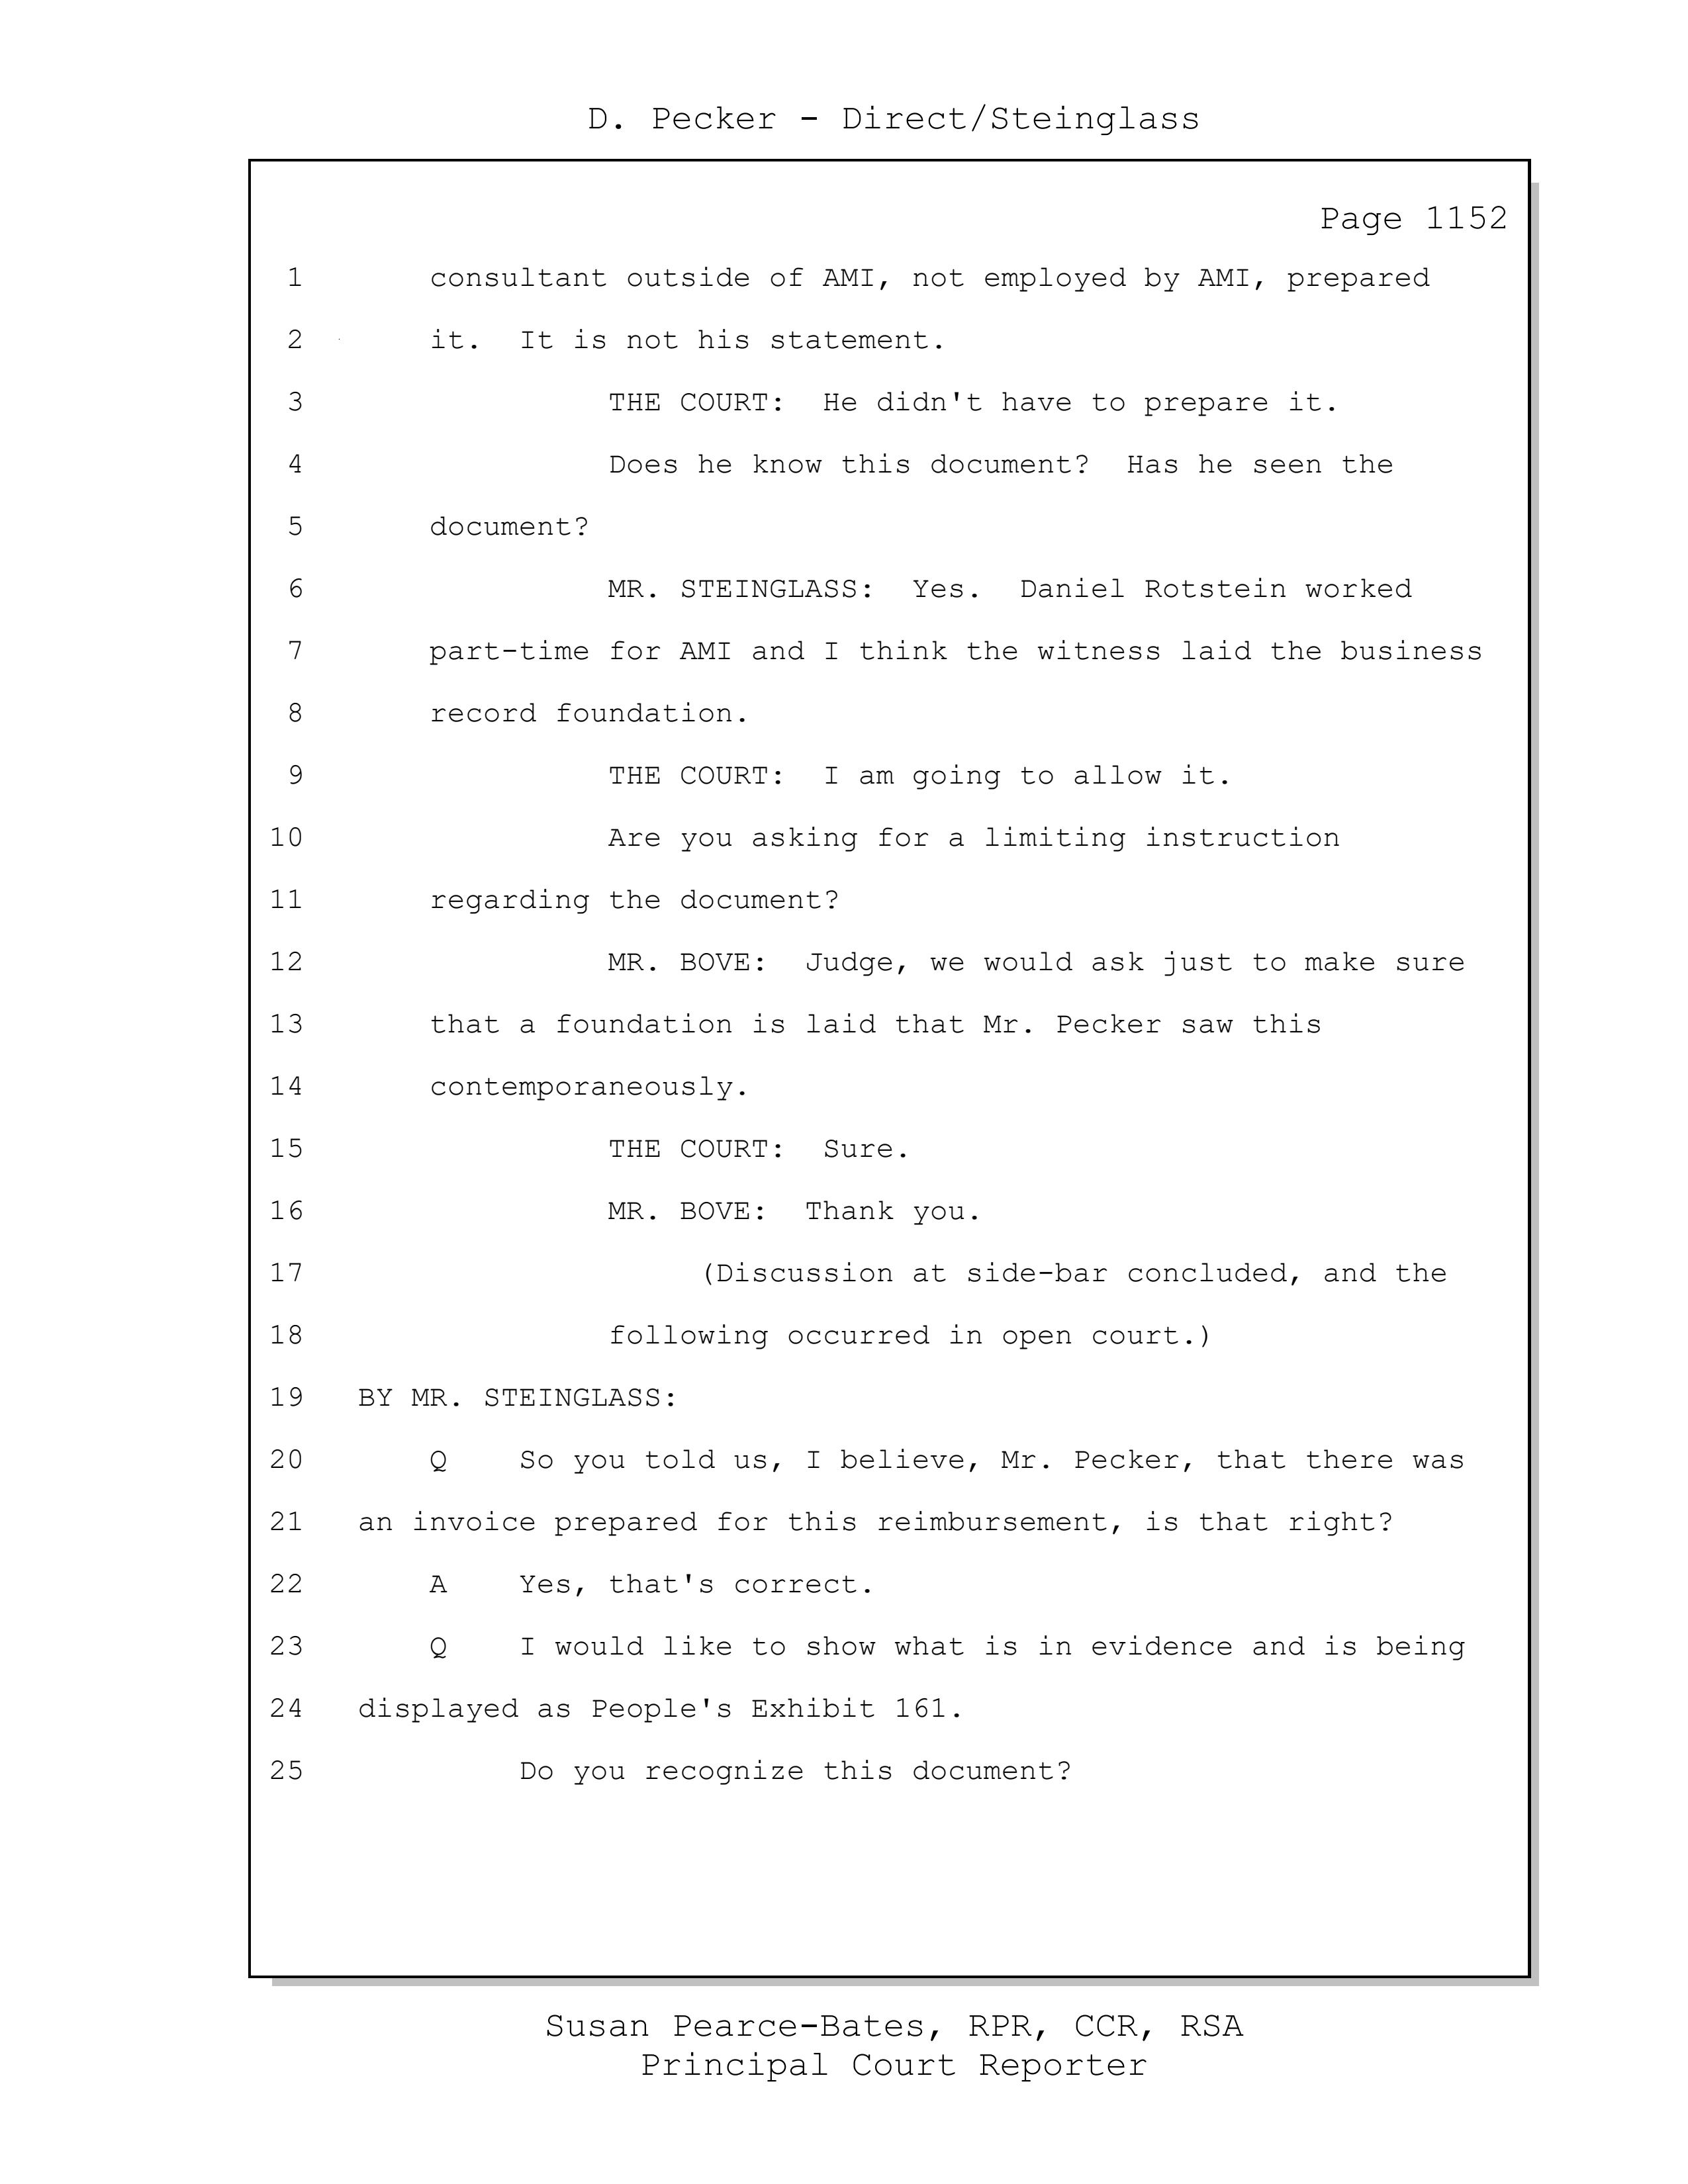 D. Pecker - Direct/Steinglass
Page 1152
1 consultant outside of AMI, not employed by AMI, prepared
2 it. It is not his statement.
3 THE COURT: He didn't have to prepare it.
4 Does he know this document? Has he seen the
5 document?
6 MR. STEINGLASS: Yes. Daniel Rotstein worked
7 part-time for AMI and I think the witness laid the business
8 record foundation.
9 THE COURT: I am going to allow it.
10 Are you asking for a limiting instruction
11 regarding the document?
12 MR. BOVE: Judge, we would ask just to make sure
13 that a foundation is laid that Mr. Pecker saw this
14 contemporaneously.
15 THE COURT: Sure.
16 MR. BOVE: Thank you.
17 (Discussion at side-bar concluded, and the
18 following occurred in open court.)
19 BY MR. STEINGLASS:
20 Q So you told us, I believe, Mr. Pecker, that there was
21 an invoice prepared for this reimbursement, is that right?
22 A Yes, that's correct.
23 Q I would like to show what is in evidence and is being
24 displayed as People's Exhibit 161.
25 Do you recognize this document?
Susan Pearce-Bates, RPR, CCR, RSA
Principal Court Reporter